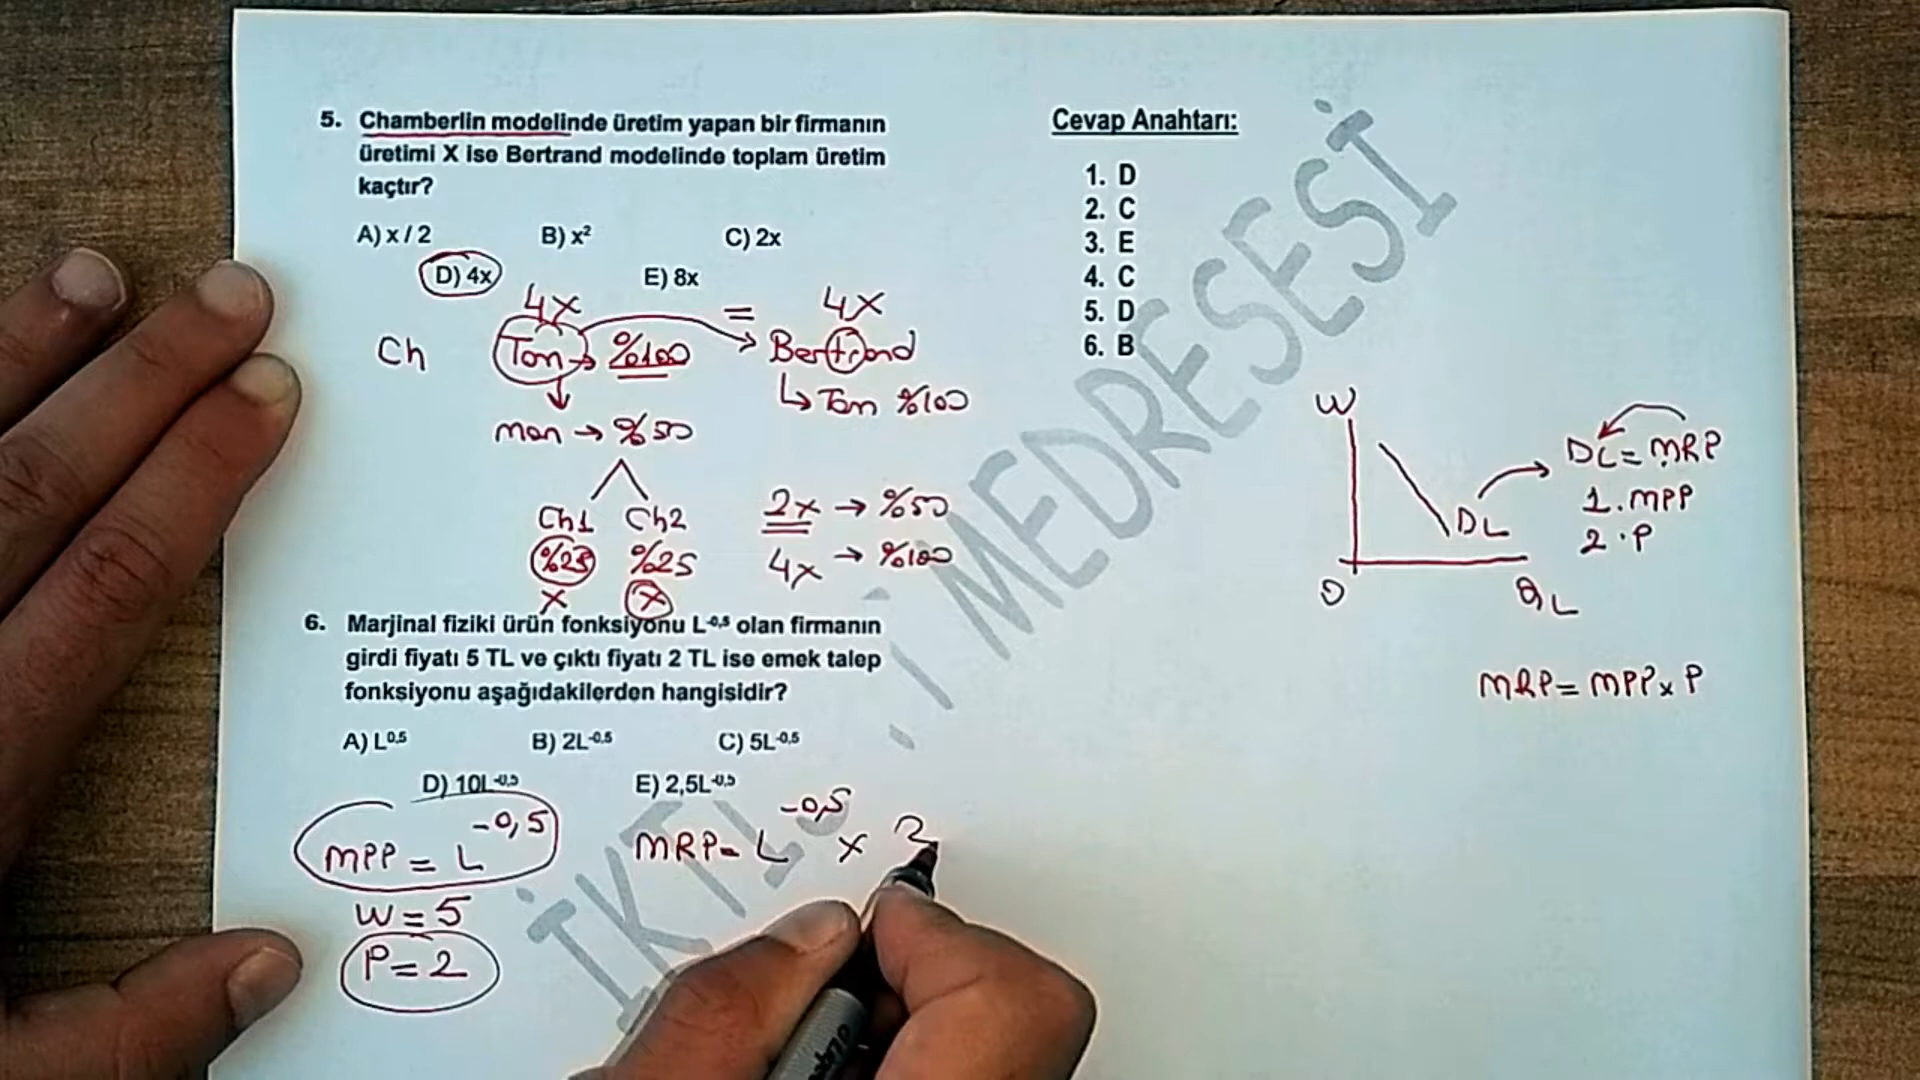 5. Chamberlin modelinde üretim yapan bir firmanın
üretimi X ise Bertrand modelinde toplam üretim
kaçtır?
A) x / 2 B) x² C) 2x
D) 4x E) 8x
4x = 4x
Ch Tam → %100 Bertrand
↳ Tam %100
mon → %50
Ch1 Ch2 2x → %50
%25 %25 4x → %100
x x
6. Marjinal fiziki ürün fonksiyonu L⁻⁰·⁵ olan firmanın
girdi fiyatı 5 TL ve çıktı fiyatı 2 TL ise emek talep
fonksiyonu aşağıdakilerden hangisidir?
A) L⁰·⁵ B) 2L⁻⁰·⁵ C) 5L⁻⁰·⁵
D) 10L⁻⁰·⁵ E) 2,5L⁻⁰·⁵
MPP = L⁻⁰,⁵
W = 5
P = 2
MRP = L⁻⁰,⁵ x 2
Cevap Anahtarı:
1. D
2. C
3. E
4. C
5. D
6. B
W
DL = MRP
1. MPP
2. P
DL
0 QL
MRP = MPP x P
İKTİ İ MEDRESESİ